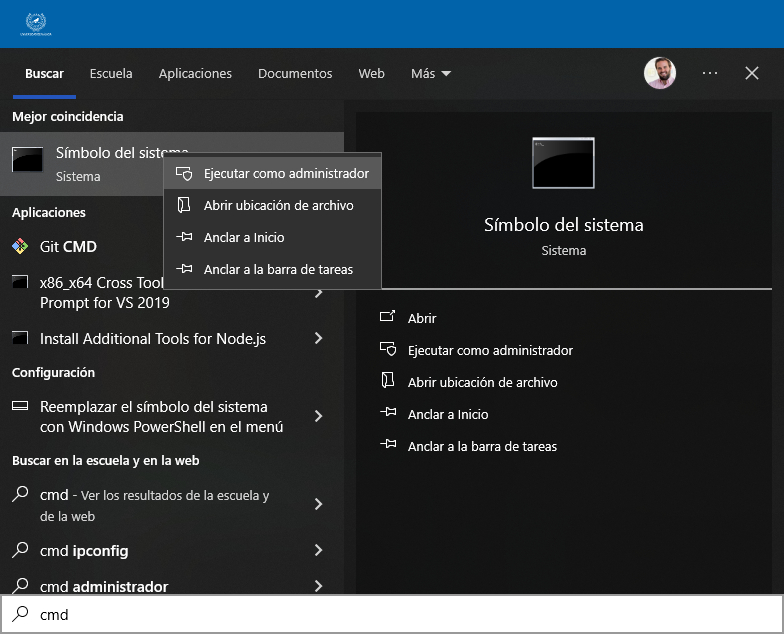 Buscar
Escuela
Aplicaciones
Documentos
Web
Más
Mejor coincidencia
Símbolo del sistema
Sistema
Ejecutar como administrador
Abrir ubicación de archivo
Anclar a Inicio
Anclar a la barra de tareas
Aplicaciones
Git CMD
x86_x64 Cross Tool
Prompt for VS 2019
Install Additional Tools for Node.js
Configuración
Reemplazar el símbolo del sistema
con Windows PowerShell en el menú
Buscar en la escuela y en la web
cmd - Ver los resultados de la escuela y
de la web
cmd ipconfig
cmd administrador
cmd
Símbolo del sistema
Sistema
Abrir
Ejecutar como administrador
Abrir ubicación de archivo
Anclar a Inicio
Anclar a la barra de tareas